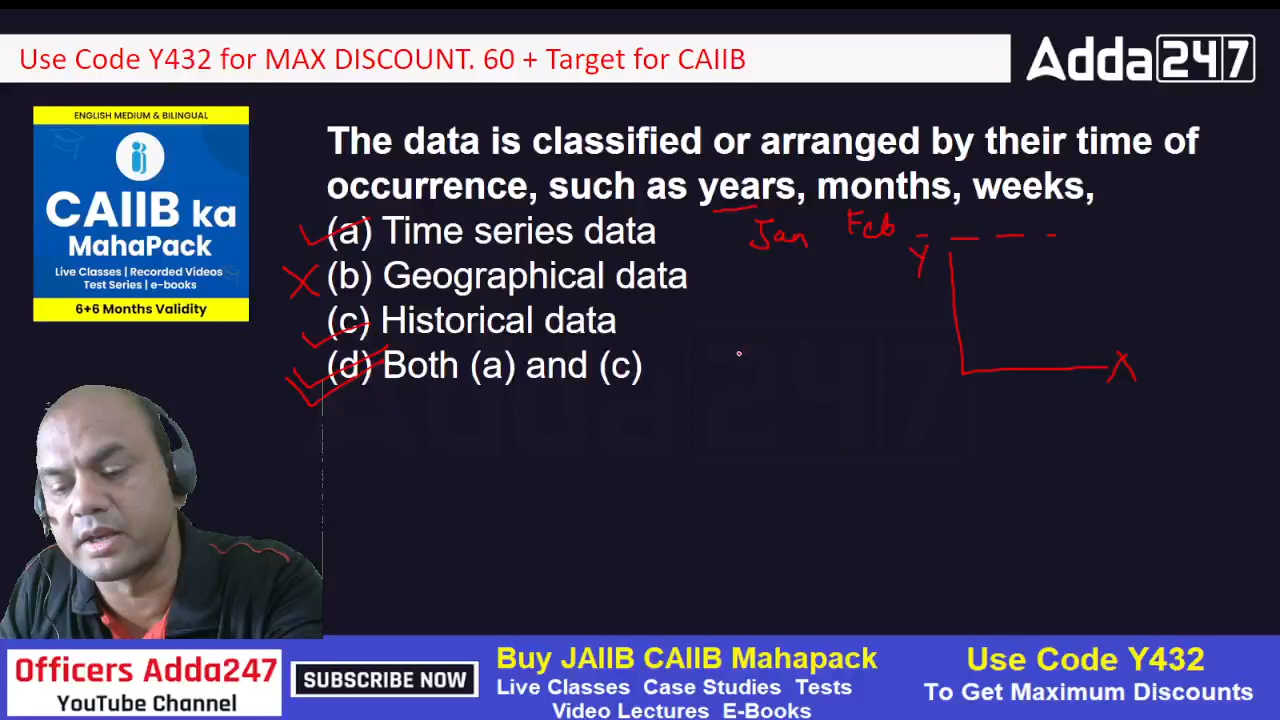 Use Code Y432 for MAX DISCOUNT. 60 + Target for CAIIB
Adda247
ENGLISH MEDIUM & BILINGUAL
CAIIB ka
MahaPack
Live Classes | Recorded Videos
Test Series | e-books
6+6 Months Validity
The data is classified or arranged by their time of
occurrence, such as years, months, weeks,
(a) Time series data
Jan Feb
Y
(b) Geographical data
(c) Historical data
(d) Both (a) and (c)
X
Adda247
Officers Adda247
YouTube Channel
SUBSCRIBE NOW
Buy JAIIB CAIIB Mahapack
Live Classes Case Studies Tests
Video Lectures E-Books
Use Code Y432
To Get Maximum Discounts